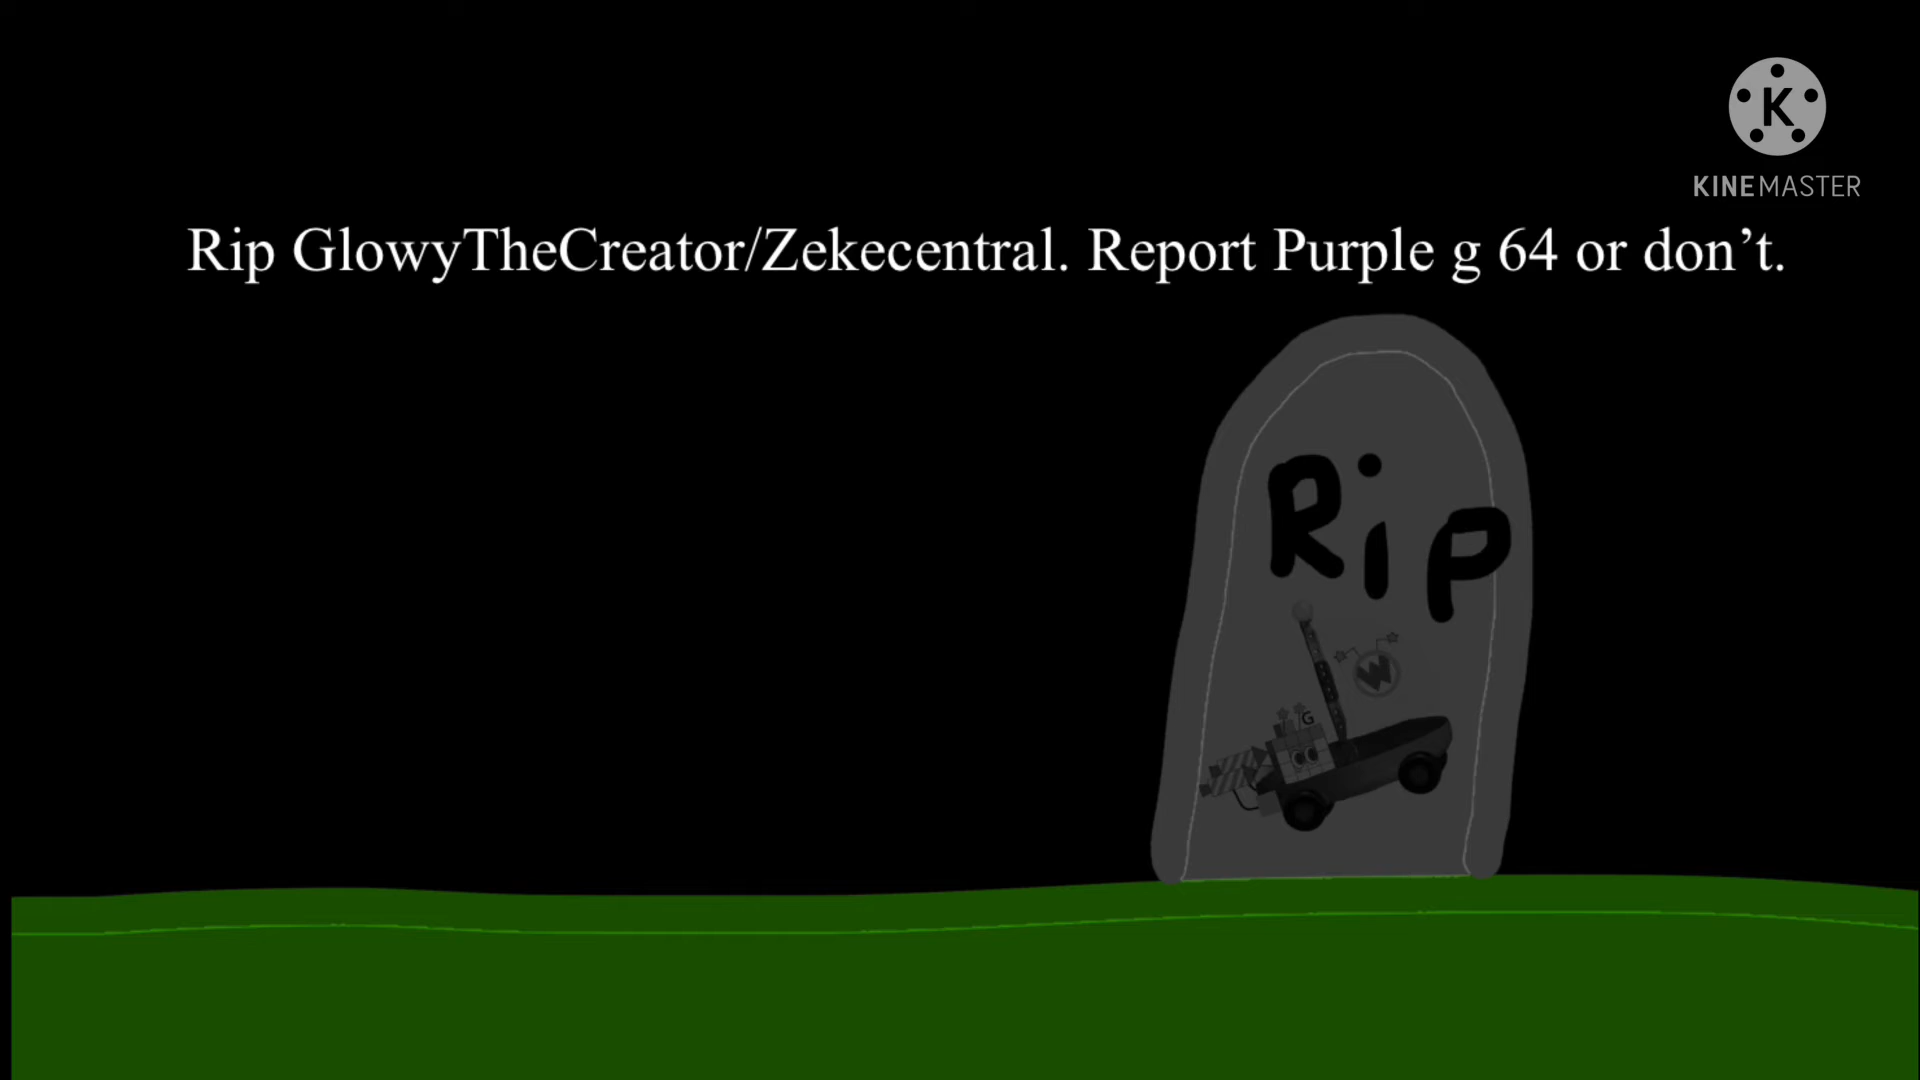 K
KINEMASTER
Rip GlowyTheCreator/Zekecentral. Report Purple g 64 or don’t.
RiP
W
G